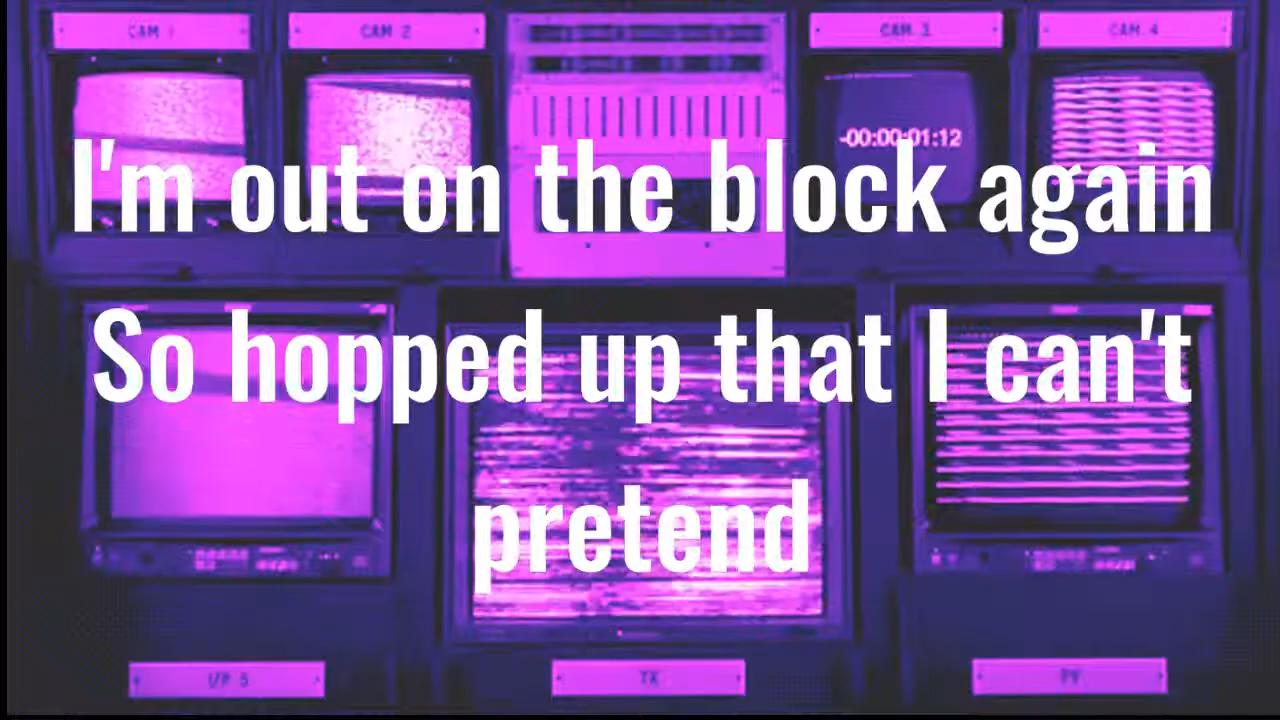 CAM 1
CAM 2
CAM 3
CAM 4
-00:00:01:12
I'm out on the block again
So hopped up that I can't
pretend
I/P 5
TX
PV